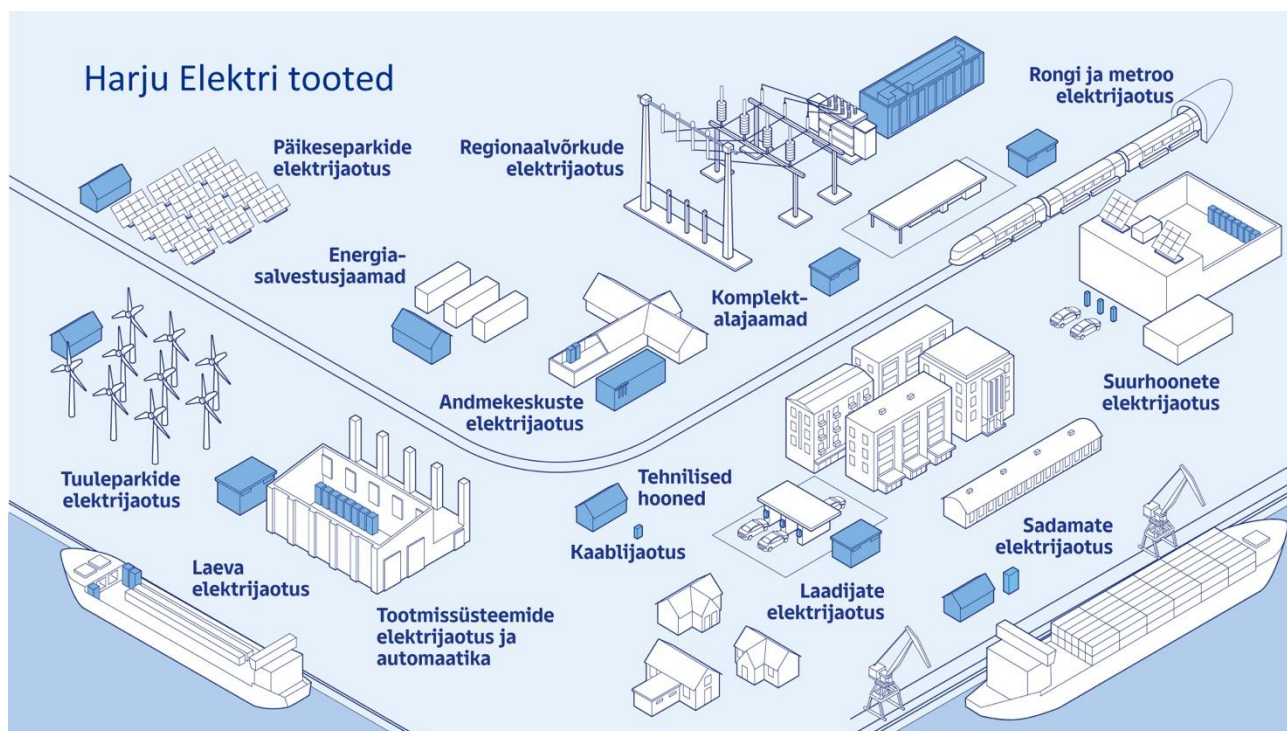 Harju Elektri tooted
Rongi ja metroo
elektrijaotus
Päikeseparkide
elektrijaotus
Regionaalvõrkude
elektrijaotus
Energia-
salvestusjaamad
Komplekt-
alajaamad
Suurhoonete
elektrijaotus
Andmekeskuste
elektrijaotus
Tuuleparkide
elektrijaotus
Tehnilised
hooned
Kaablijaotus
Sadamate
elektrijaotus
Laeva
elektrijaotus
Laadijate
elektrijaotus
Tootmissüsteemide
elektrijaotus ja
automaatika